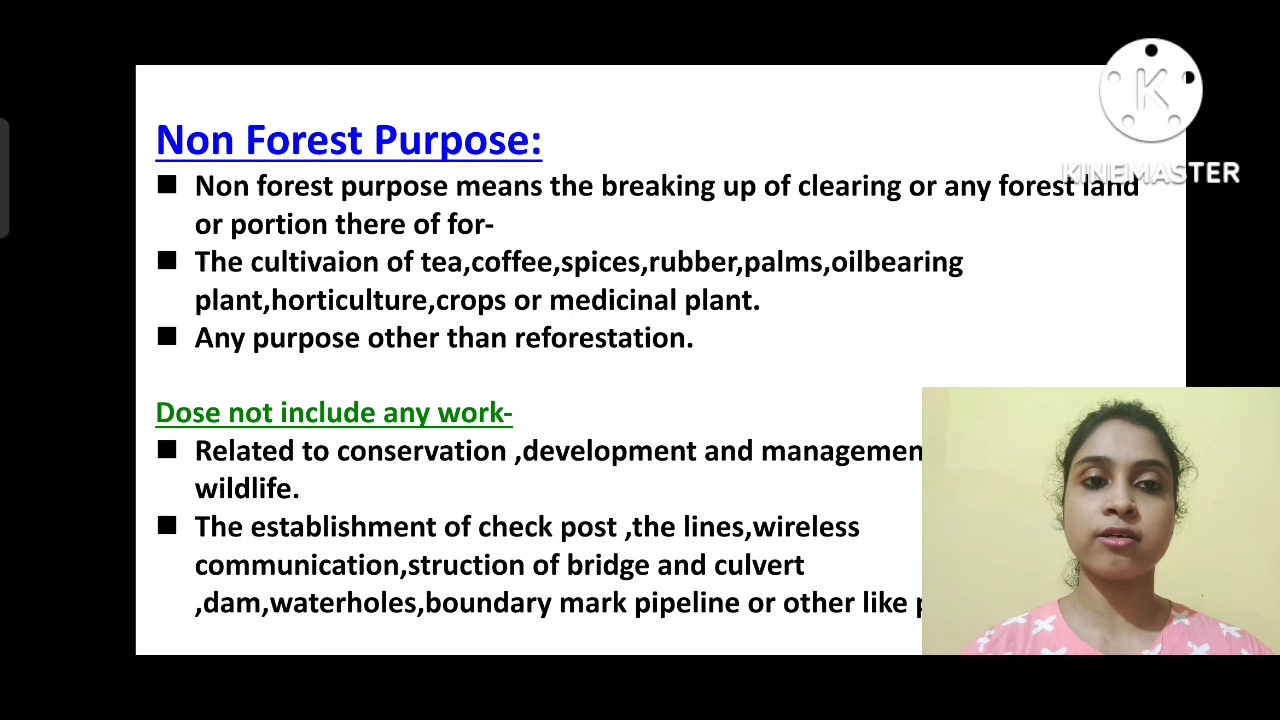 Non Forest Purpose:
KINEMASTER
■ Non forest purpose means the breaking up of clearing or any forest land
or portion there of for-
■ The cultivaion of tea,coffee,spices,rubber,palms,oilbearing
plant,horticulture,crops or medicinal plant.
■ Any purpose other than reforestation.
Dose not include any work-
■ Related to conservation ,development and managemen
wildlife.
■ The establishment of check post ,the lines,wireless
communication,struction of bridge and culvert
,dam,waterholes,boundary mark pipeline or other like